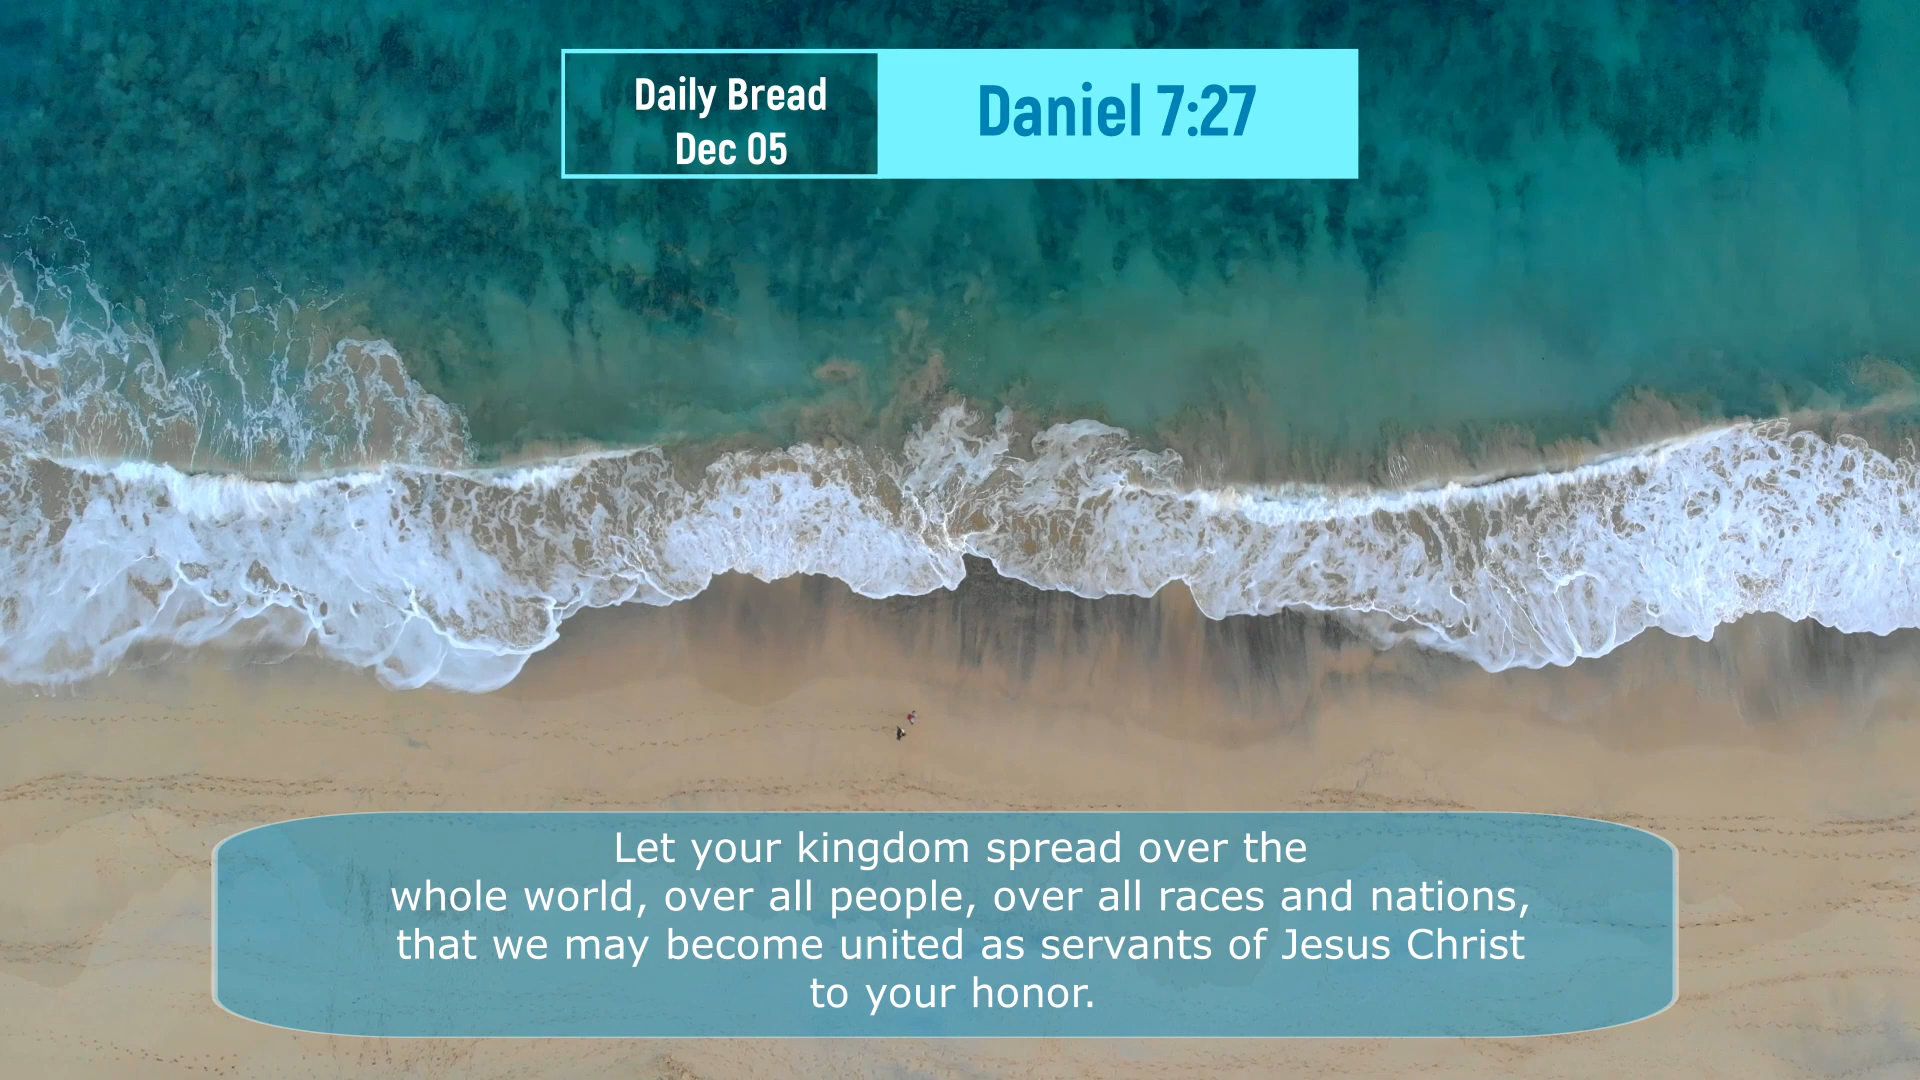 Daily Bread
Dec 05
Daniel 7:27
Let your kingdom spread over the
whole world, over all people, over all races and nations,
that we may become united as servants of Jesus Christ
to your honor.